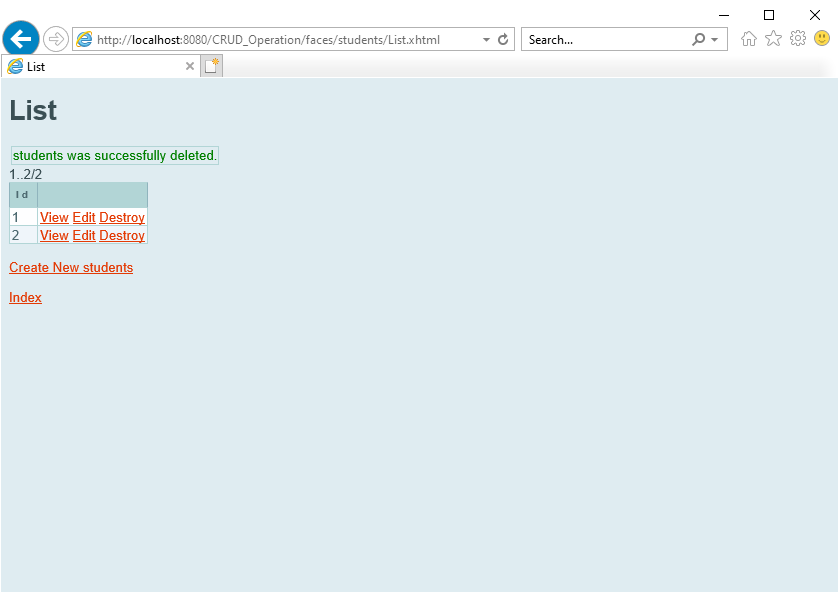 http://localhost:8080/CRUD_Operation/faces/students/List.xhtml
Search...
List
List
students was successfully deleted.
1..2/2
Id
1 View Edit Destroy
2 View Edit Destroy
Create New students
Index